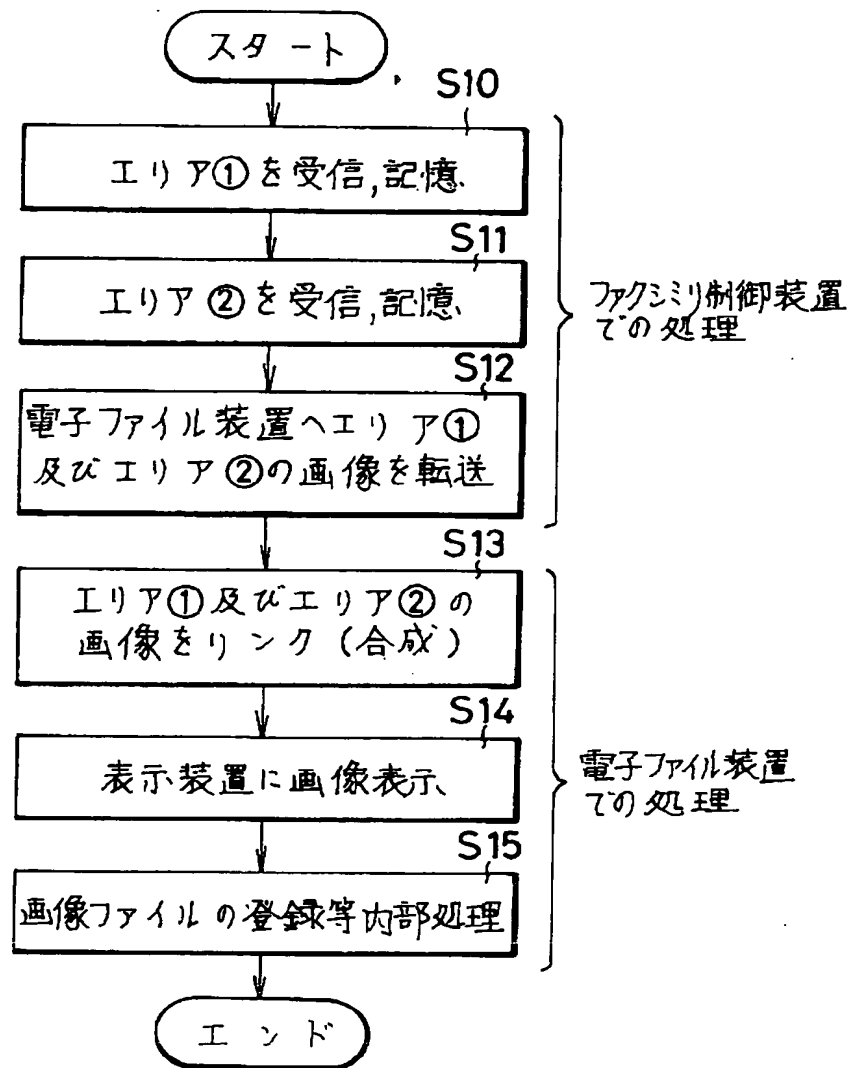 スタート
S10
エリア①を受信,記憶
S11
エリア②を受信,記憶
ファクシミリ制御装置
での処理
S12
電子ファイル装置へエリア①
及びエリア②の画像を転送
S13
エリア①及びエリア②の
画像をリンク(合成)
S14
表示装置に画像表示
電子ファイル装置
での処理
S15
画像ファイルの登録等内部処理
エンド